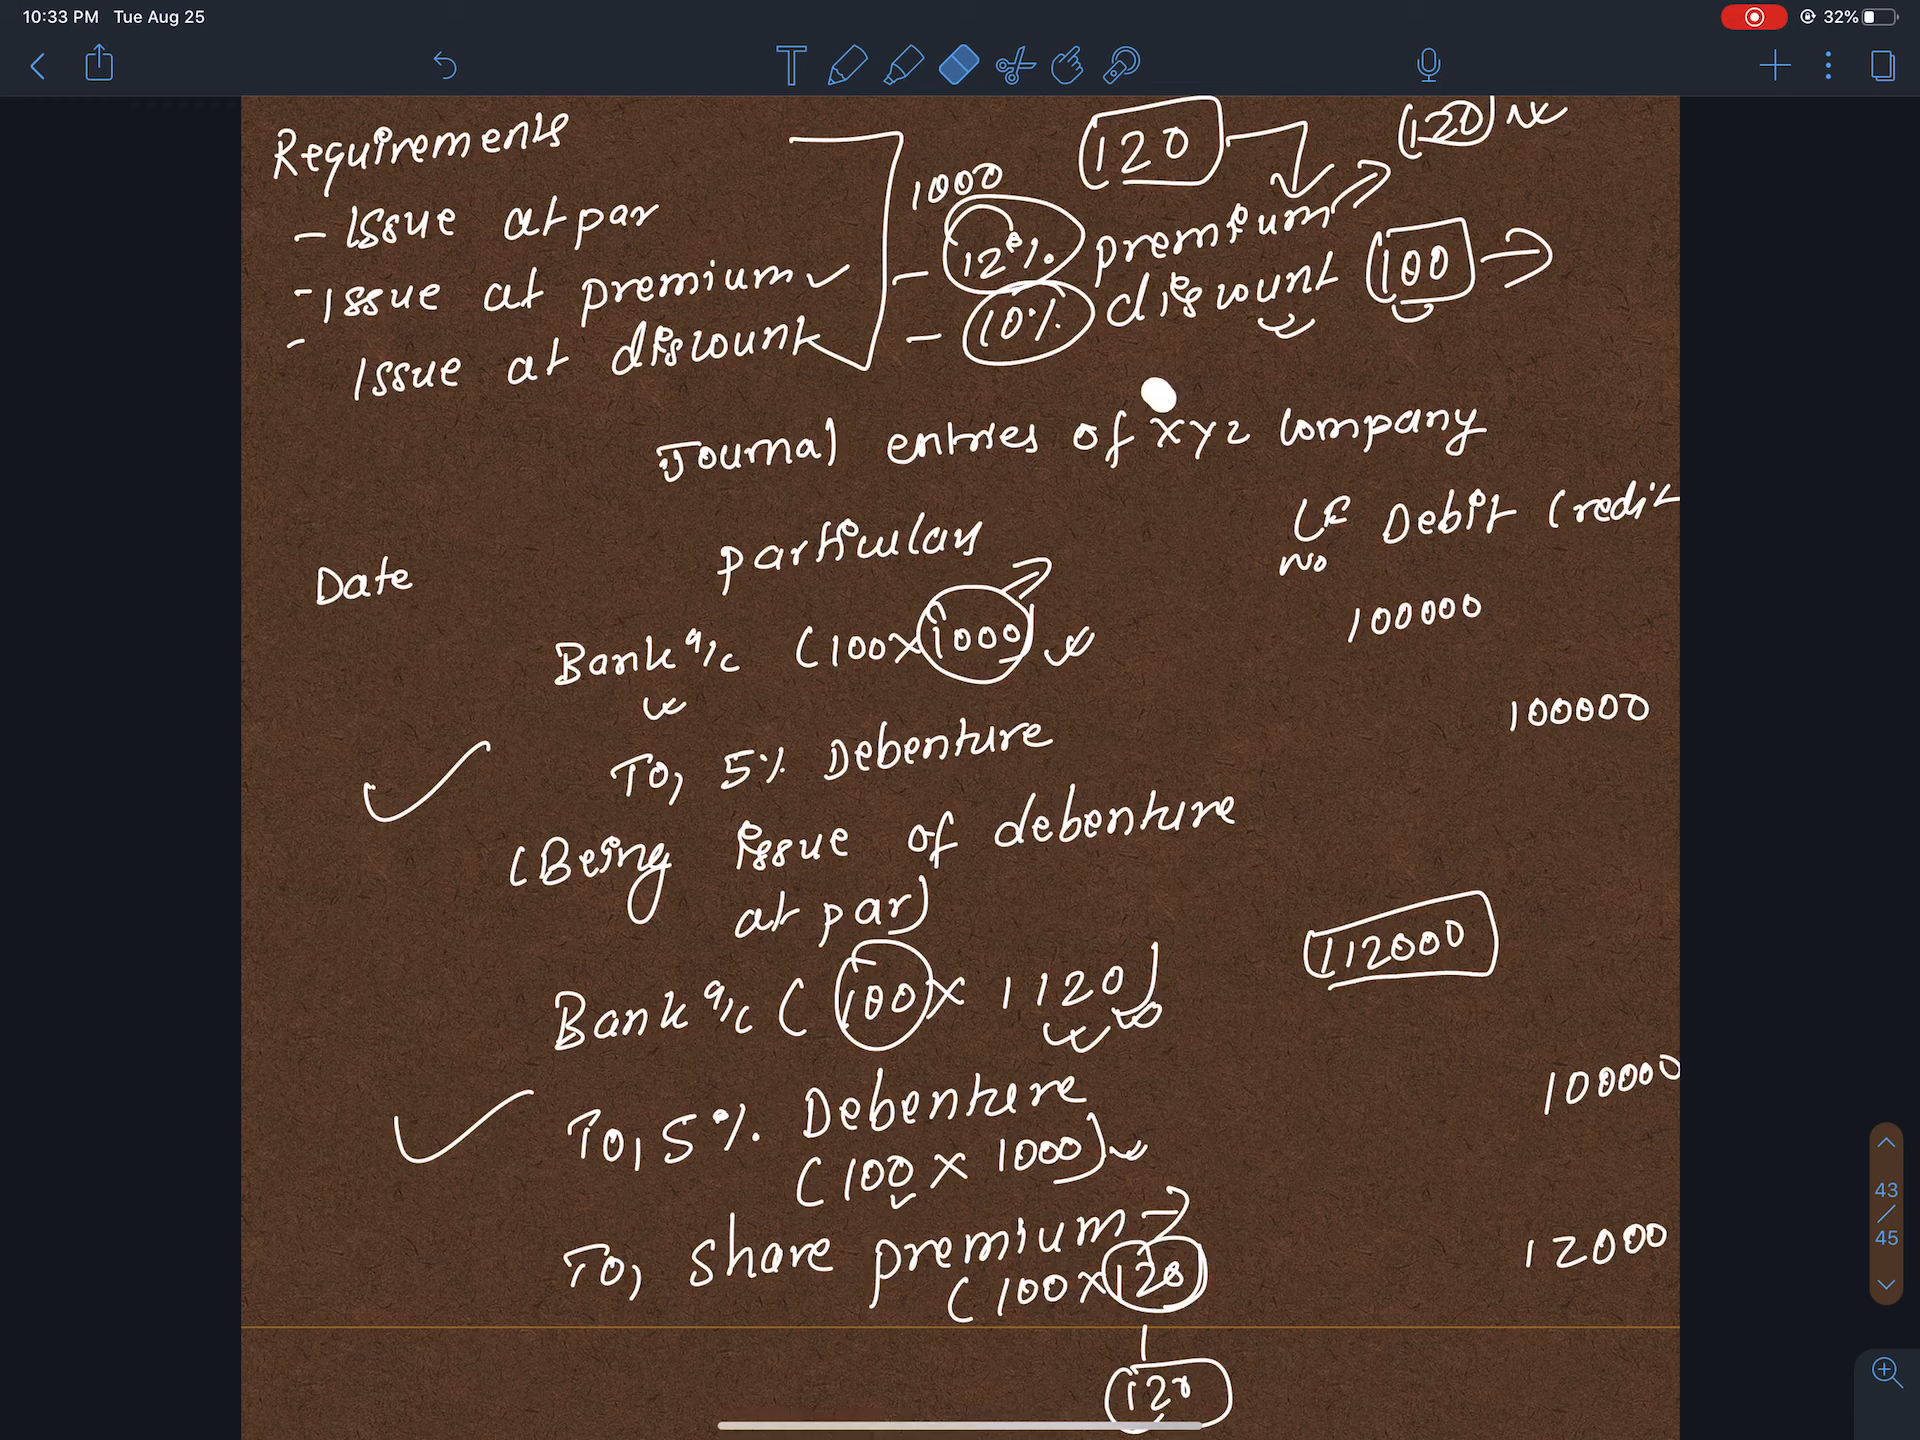 10:33 PM Tue Aug 25
32%
Requirements
- Issue at par
- Issue at premium
- Issue at discount
1000
120
120
- 12% premium
- 10% discount 100
Journal entries of xyz company
Date particulars LF No Debit Credit
Bank a/c (100x1000) 100000
To, 5% Debenture 100000
(Being issue of debenture
at par)
Bank a/c (100x 1120) 112000
To, 5% Debenture 100000
(100 x 1000)
To, share premium 12000
(100x120)
120
43
/
45